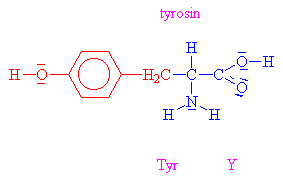 tyrosin
H
H O H₂C C C O H
O
H N H
Tyr Y